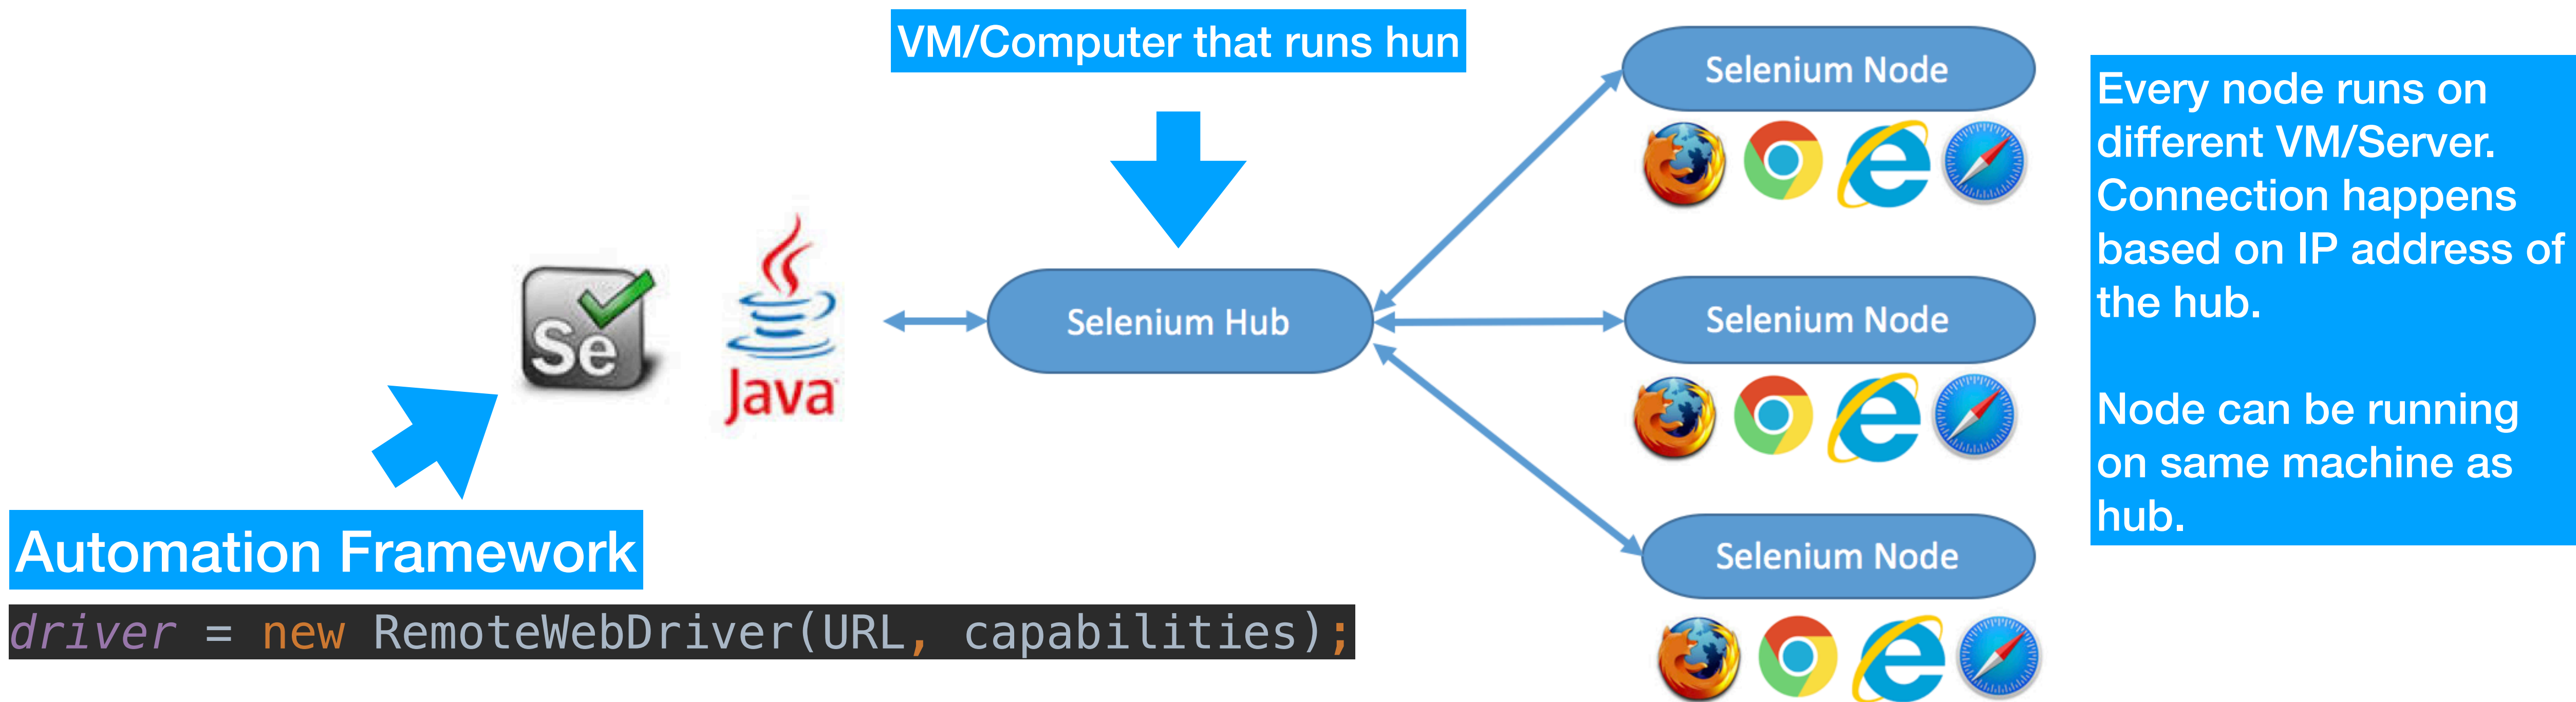 VM/Computer that runs hun
Selenium Node
Every node runs on
different VM/Server.
Connection happens
based on IP address of
the hub.
Node can be running
on same machine as
hub.
Se
Java
Selenium Hub
Selenium Node
Automation Framework
Selenium Node
driver = new RemoteWebDriver(URL, capabilities);